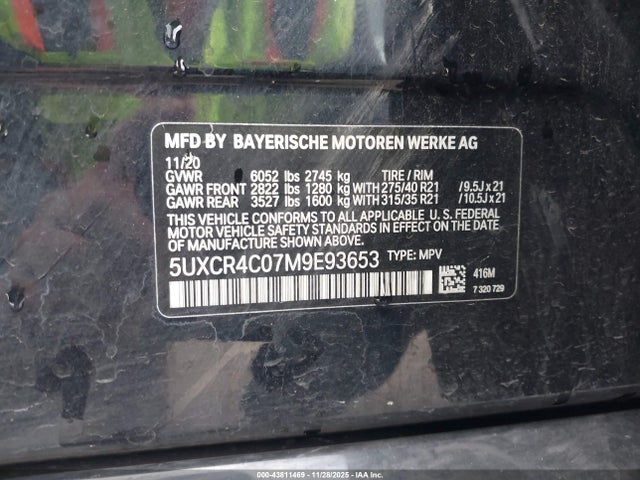 MFD BY BAYERISCHE MOTOREN WERKE AG
11/20
GVWR 6052 lbs 2745 kg TIRE / RIM
GAWR FRONT 2822 lbs 1280 kg WITH 275/40 R21 / 9.5J x 21
GAWR REAR 3527 lbs 1600 kg WITH 315/35 R21 / 10.5J x 21
THIS VEHICLE CONFORMS TO ALL APPLICABLE U. S. FEDERAL
MOTOR VEHICLE SAFETY STANDARDS IN EFFECT ON THE
DATE OF MANUFACTURE SHOWN ABOVE.
5UXCR4C07M9E93653 TYPE: MPV
416M
7 320 729
000-43811469 | 11/28/2025 | IAA Inc.